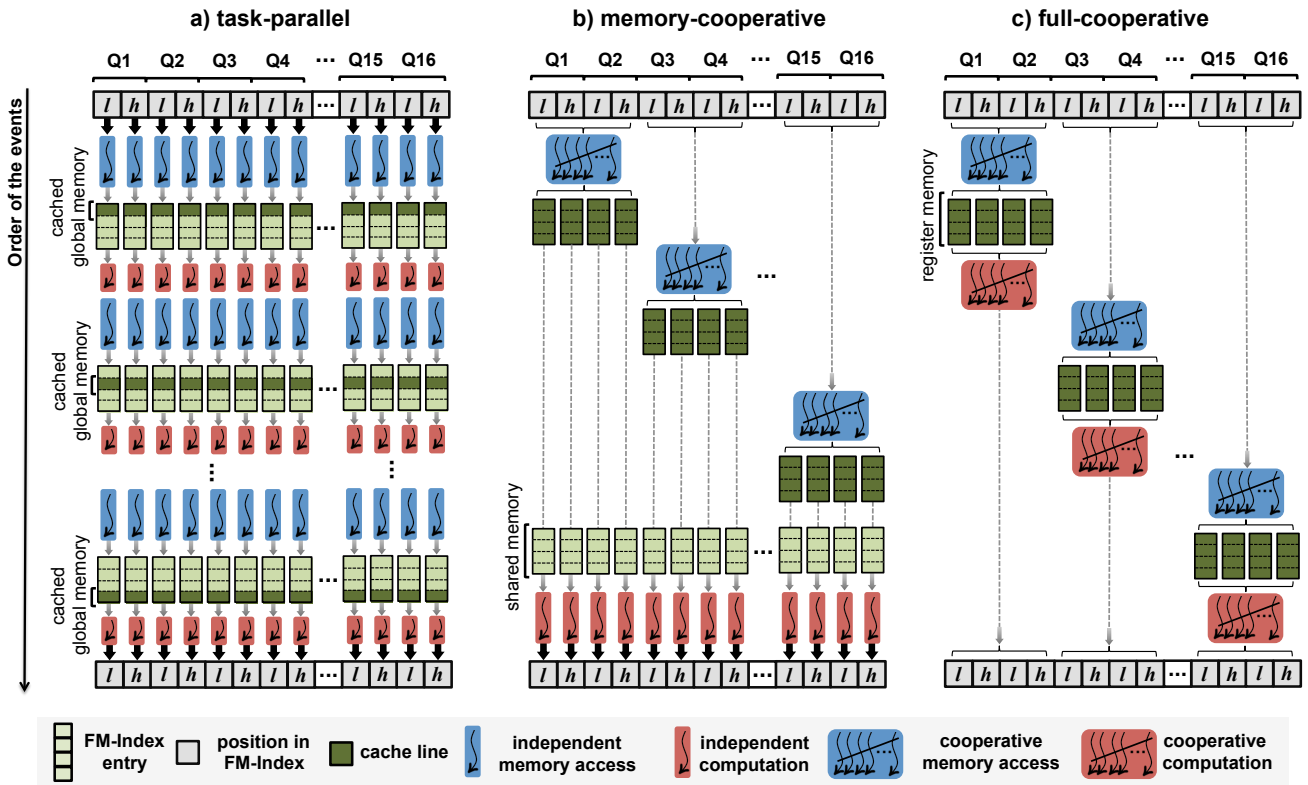 a) task-parallel
b) memory-cooperative
c) full-cooperative
Q1 Q2 Q3 Q4 ... Q15 Q16
Q1 Q2 Q3 Q4 ... Q15 Q16
Q1 Q2 Q3 Q4 ... Q15 Q16
l h l h l h l h ... l h l h
l h l h l h l h ... l h l h
l h l h l h l h ... l h l h
Order of the events
cached
global memory
...
cached
global memory
...
...
...
cached
global memory
...
l h l h l h l h ... l h l h
...
...
...
...
shared memory
...
l h l h l h l h ... l h l h
register memory
...
...
...
...
...
...
...
l h l h l h l h ... l h l h
FM-Index
entry
position in
FM-Index
cache line
independent
memory access
independent
computation
...
cooperative
memory access
...
cooperative
computation